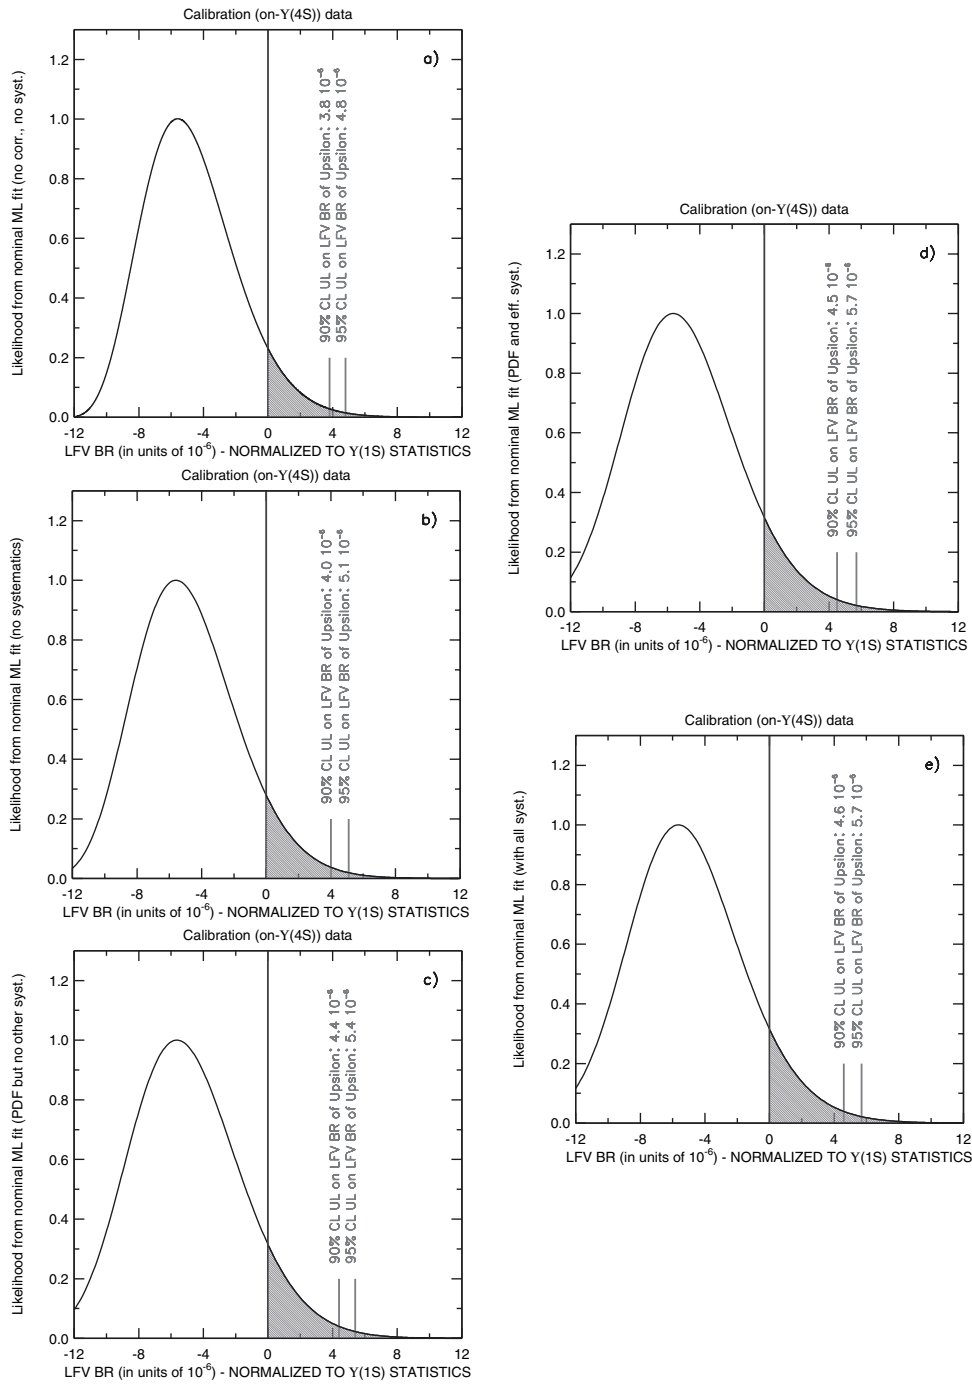 Calibration (on-Υ(4S)) data
a)
Likelihood from nominal ML fit (no corr., no syst.)
1.2
1.0
0.8
0.6
0.4
0.2
0.0
90% CL UL on LFV BR of Upsilon: 3.8 10⁻⁶
95% CL UL on LFV BR of Upsilon: 4.8 10⁻⁶
-12 -8 -4 0 4 8 12
LFV BR (in units of 10⁻⁶) - NORMALIZED TO Υ(1S) STATISTICS
Calibration (on-Υ(4S)) data
b)
Likelihood from nominal ML fit (no systematics)
1.2
1.0
0.8
0.6
0.4
0.2
0.0
90% CL UL on LFV BR of Upsilon: 4.0 10⁻⁶
95% CL UL on LFV BR of Upsilon: 5.1 10⁻⁶
-12 -8 -4 0 4 8 12
LFV BR (in units of 10⁻⁶) - NORMALIZED TO Υ(1S) STATISTICS
Calibration (on-Υ(4S)) data
c)
Likelihood from nominal ML fit (PDF but no other syst.)
1.2
1.0
0.8
0.6
0.4
0.2
0.0
90% CL UL on LFV BR of Upsilon: 4.4 10⁻⁶
95% CL UL on LFV BR of Upsilon: 5.4 10⁻⁶
-12 -8 -4 0 4 8 12
LFV BR (in units of 10⁻⁶) - NORMALIZED TO Υ(1S) STATISTICS
Calibration (on-Υ(4S)) data
d)
Likelihood from nominal ML fit (PDF and eff. syst.)
1.2
1.0
0.8
0.6
0.4
0.2
0.0
90% CL UL on LFV BR of Upsilon: 4.5 10⁻⁶
95% CL UL on LFV BR of Upsilon: 5.7 10⁻⁶
-12 -8 -4 0 4 8 12
LFV BR (in units of 10⁻⁶) - NORMALIZED TO Υ(1S) STATISTICS
Calibration (on-Υ(4S)) data
e)
Likelihood from nominal ML fit (with all syst.)
1.2
1.0
0.8
0.6
0.4
0.2
0.0
90% CL UL on LFV BR of Upsilon: 4.6 10⁻⁶
95% CL UL on LFV BR of Upsilon: 5.7 10⁻⁶
-12 -8 -4 0 4 8 12
LFV BR (in units of 10⁻⁶) - NORMALIZED TO Υ(1S) STATISTICS